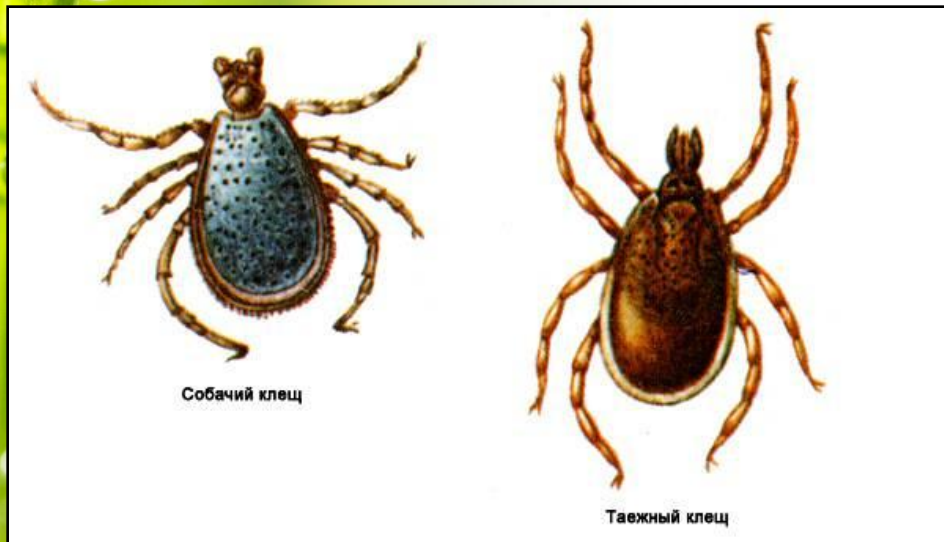 Собачий клещ
Таежный клещ